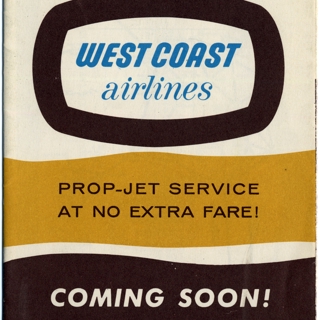 WEST COAST
airlines
PROP-JET SERVICE
AT NO EXTRA FARE!
COMING SOON!